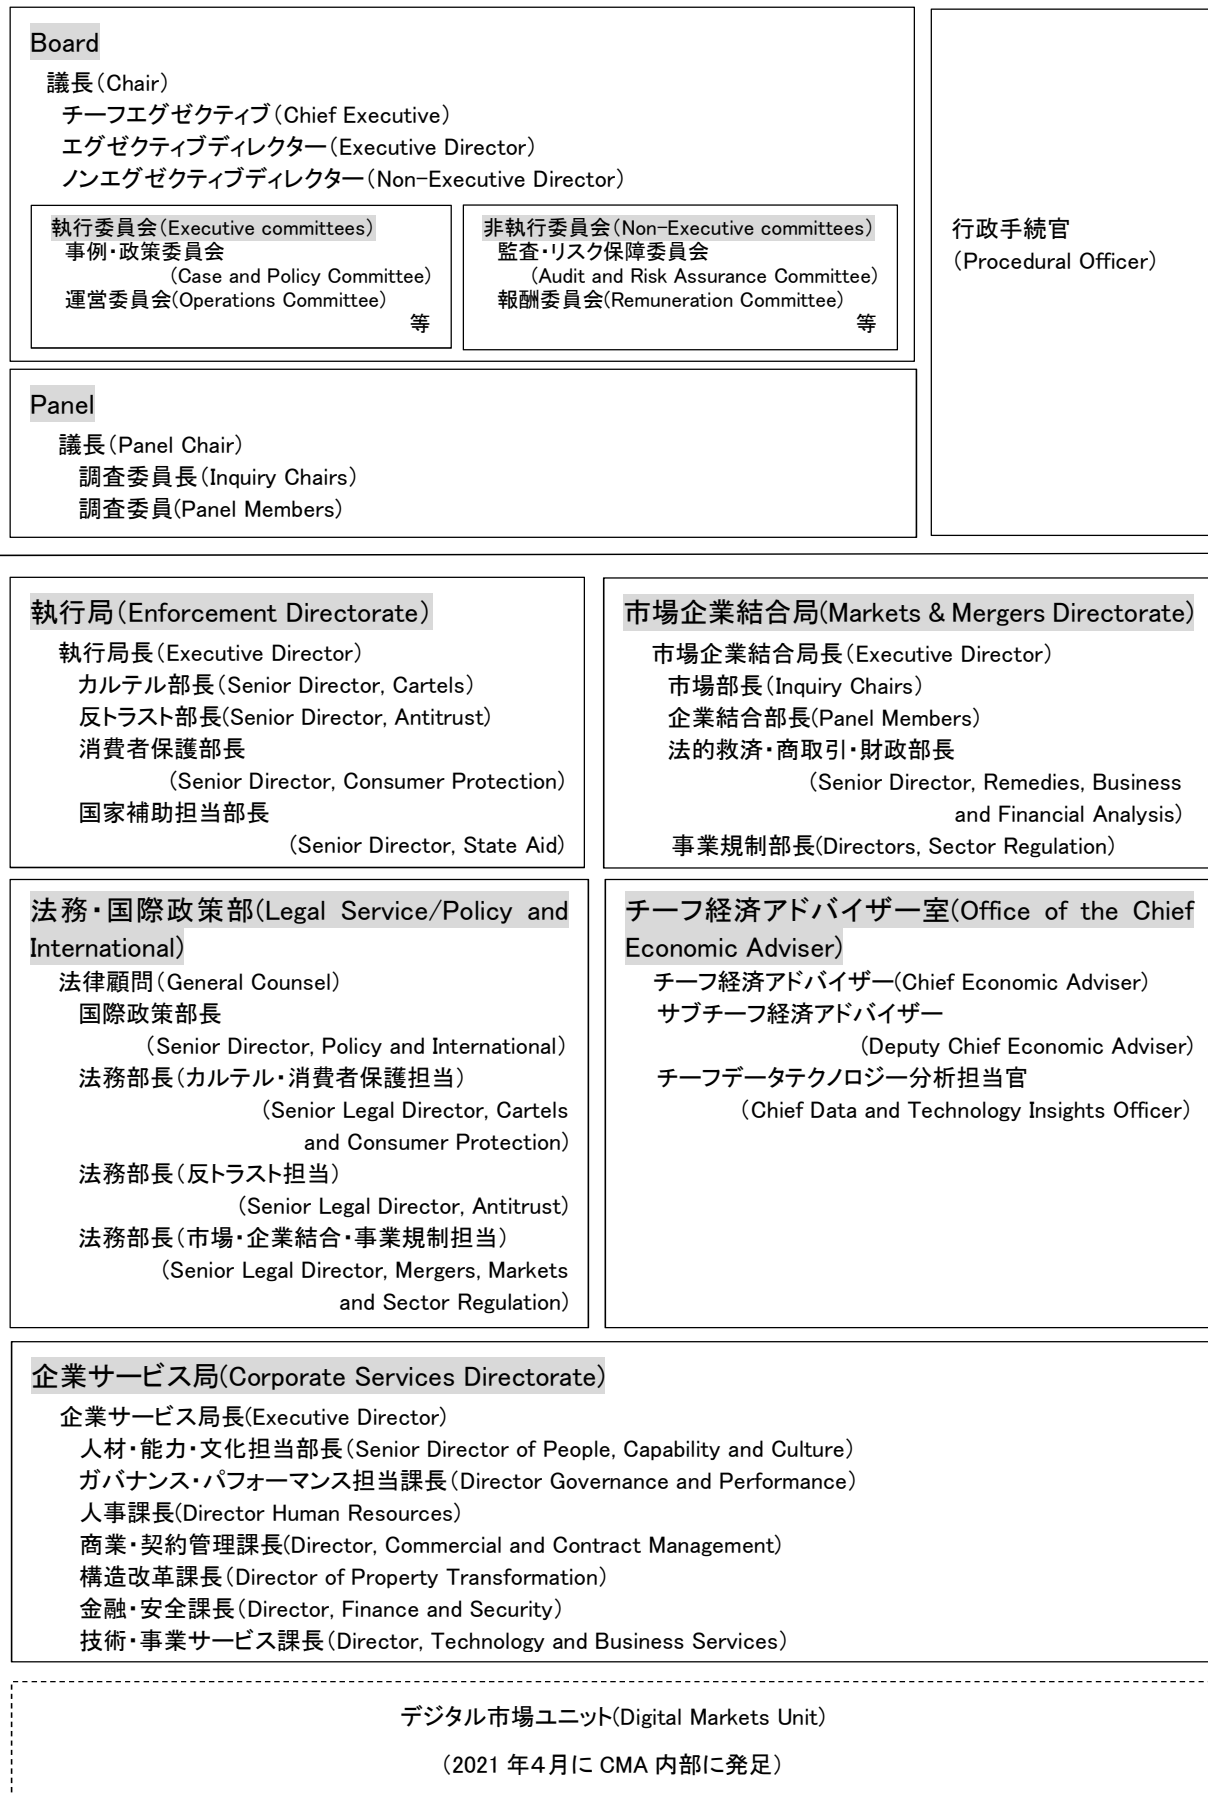 Board
議長（Chair）
チーフエグゼクティブ（Chief Executive）
エグゼクティブディレクター（Executive Director）
ノンエグゼクティブディレクター（Non-Executive Director）
執行委員会（Executive committees）
事例・政策委員会
（Case and Policy Committee）
運営委員会(Operations Committee）
等
非執行委員会（Non-Executive committees）
監査・リスク保障委員会
（Audit and Risk Assurance Committee）
報酬委員会(Remuneration Committee）
等
行政手続官
（Procedural Officer）
Panel
議長（Panel Chair）
調査委員長（Inquiry Chairs）
調査委員(Panel Members）
執行局（Enforcement Directorate）
執行局長（Executive Director）
カルテル部長（Senior Director, Cartels）
反トラスト部長(Senior Director, Antitrust）
消費者保護部長
（Senior Director, Consumer Protection）
国家補助担当部長
（Senior Director, State Aid）
市場企業結合局(Markets & Mergers Directorate)
市場企業結合局長（Executive Director）
市場部長（Inquiry Chairs）
企業結合部長(Panel Members）
法的救済・商取引・財政部長
（Senior Director, Remedies, Business
and Financial Analysis）
事業規制部長(Directors, Sector Regulation）
法務・国際政策部(Legal Service/Policy and
International)
法律顧問（General Counsel）
国際政策部長
（Senior Director, Policy and International）
法務部長（カルテル・消費者保護担当）
（Senior Legal Director, Cartels
and Consumer Protection）
法務部長（反トラスト担当）
（Senior Legal Director, Antitrust）
法務部長（市場・企業結合・事業規制担当）
（Senior Legal Director, Mergers, Markets
and Sector Regulation）
チーフ経済アドバイザー室(Office of the Chief
Economic Adviser)
チーフ経済アドバイザー(Chief Economic Adviser）
サブチーフ経済アドバイザー
（Deputy Chief Economic Adviser）
チーフデータテクノロジー分析担当官
（Chief Data and Technology Insights Officer）
企業サービス局(Corporate Services Directorate)
企業サービス局長(Executive Director）
人材・能力・文化担当部長（Senior Director of People, Capability and Culture）
ガバナンス・パフォーマンス担当課長（Director Governance and Performance）
人事課長(Director Human Resources）
商業・契約管理課長(Director, Commercial and Contract Management）
構造改革課長（Director of Property Transformation）
金融・安全課長（Director, Finance and Security）
技術・事業サービス課長（Director, Technology and Business Services）
デジタル市場ユニット(Digital Markets Unit)
（2021 年４月に CMA 内部に発足）